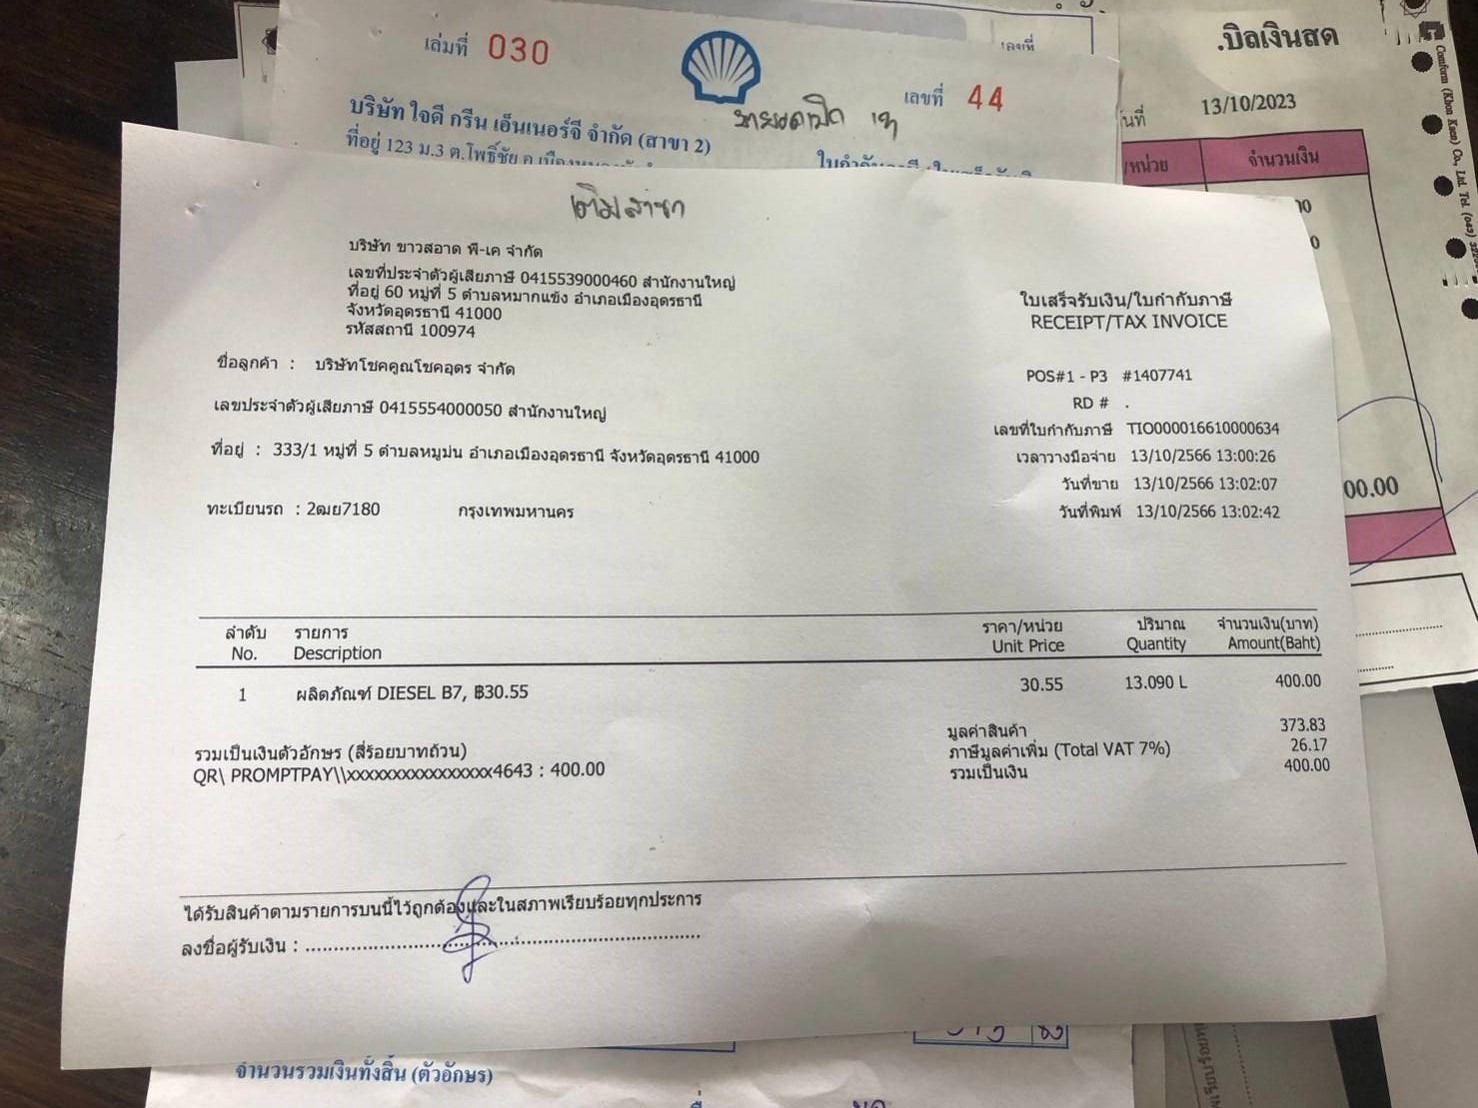 เล่มที่ 030
เลขที่ 44
บริษัท ใจดี กรีน เอ็นเนอร์จี จำกัด (สาขา 2)
ที่อยู่ 123 ม.3 ต.โพธิ์ชัย
เลขที่
.บิลเงินสด
13/10/2023
/หน่วย จำนวนเงิน
00.00
Comform (Khon Kaen) Co., Ltd. Tel. (043)
เติมสาขา
บริษัท ขาวสอาด พี-เค จำกัด
เลขที่ประจำตัวผู้เสียภาษี 0415539000460 สำนักงานใหญ่
ที่อยู่ 60 หมู่ที่ 5 ตำบลหมากแข้ง อำเภอเมืองอุดรธานี
จังหวัดอุดรธานี 41000
รหัสสถานี 100974
ใบเสร็จรับเงิน/ใบกำกับภาษี
RECEIPT/TAX INVOICE
ชื่อลูกค้า : บริษัทโชคคูณโชคอุดร จำกัด
เลขประจำตัวผู้เสียภาษี 0415554000050 สำนักงานใหญ่
ที่อยู่ : 333/1 หมู่ที่ 5 ตำบลหมูม่น อำเภอเมืองอุดรธานี จังหวัดอุดรธานี 41000
ทะเบียนรถ : 2ฒย7180 กรุงเทพมหานคร
POS#1 - P3 #1407741
RD # .
เลขที่ใบกำกับภาษี TIO000016610000634
เวลาวางมือจ่าย 13/10/2566 13:00:26
วันที่ขาย 13/10/2566 13:02:07
วันที่พิมพ์ 13/10/2566 13:02:42
ลำดับ รายการ ราคา/หน่วย ปริมาณ จำนวนเงิน(บาท)
No. Description Unit Price Quantity Amount(Baht)
1 ผลิตภัณฑ์ DIESEL B7, ฿30.55 30.55 13.090 L 400.00
มูลค่าสินค้า 373.83
ภาษีมูลค่าเพิ่ม (Total VAT 7%) 26.17
รวมเป็นเงิน 400.00
รวมเป็นเงินตัวอักษร (สี่ร้อยบาทถ้วน)
QR\ PROMPTPAY\\xxxxxxxxxxxxxxxx4643 : 400.00
ได้รับสินค้าตามรายการบนนี้ไว้ถูกต้องและในสภาพเรียบร้อยทุกประการ
ลงชื่อผู้รับเงิน :
จำนวนรวมเงินทั้งสิ้น (ตัวอักษร)